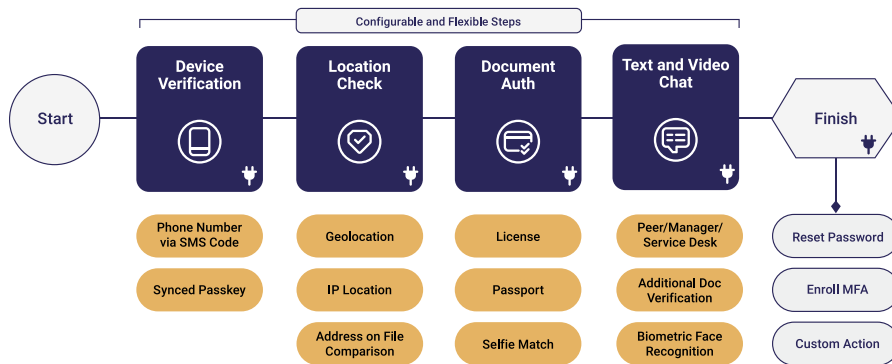 Configurable and Flexible Steps
Start
Device
Verification
Location
Check
Document
Auth
Text and Video
Chat
Finish
Phone Number
via SMS Code
Synced Passkey
Geolocation
IP Location
Address on File
Comparison
License
Passport
Selfie Match
Peer/Manager/
Service Desk
Additional Doc
Verification
Biometric Face
Recognition
Reset Password
Enroll MFA
Custom Action